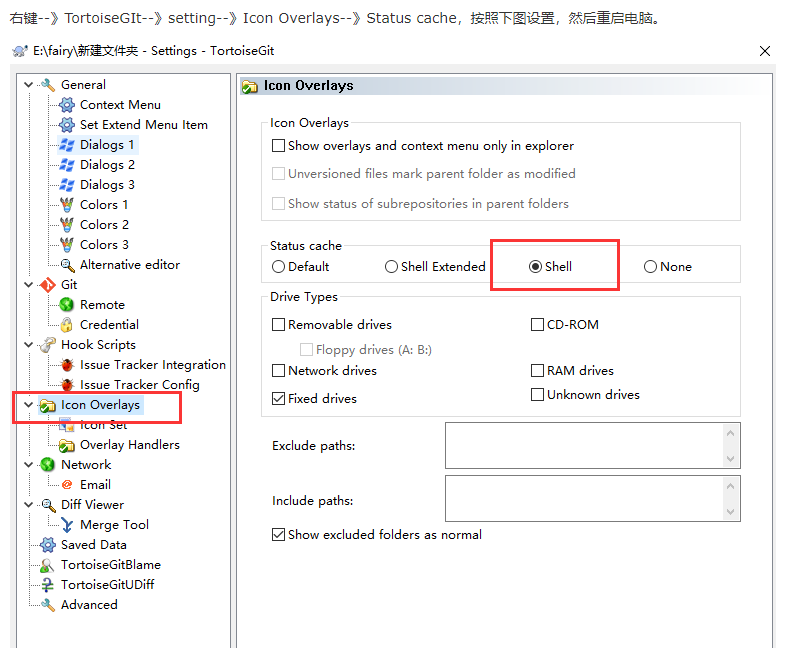 右键--》TortoiseGIt--》setting--》Icon Overlays--》Status cache，按照下图设置，然后重启电脑。
E:\fairy\新建文件夹 - Settings - TortoiseGit
General
Context Menu
Set Extend Menu Item
Dialogs 1
Dialogs 2
Dialogs 3
Colors 1
Colors 2
Colors 3
Alternative editor
Git
Remote
Credential
Hook Scripts
Issue Tracker Integration
Issue Tracker Config
Icon Overlays
Icon Set
Overlay Handlers
Network
Email
Diff Viewer
Merge Tool
Saved Data
TortoiseGitBlame
TortoiseGitUDiff
Advanced
Icon Overlays
Icon Overlays
Show overlays and context menu only in explorer
Unversioned files mark parent folder as modified
Show status of subrepositories in parent folders
Status cache
Default Shell Extended Shell None
Drive Types
Removable drives CD-ROM
Floppy drives (A: B:)
Network drives RAM drives
Fixed drives Unknown drives
Exclude paths:
Include paths:
Show excluded folders as normal